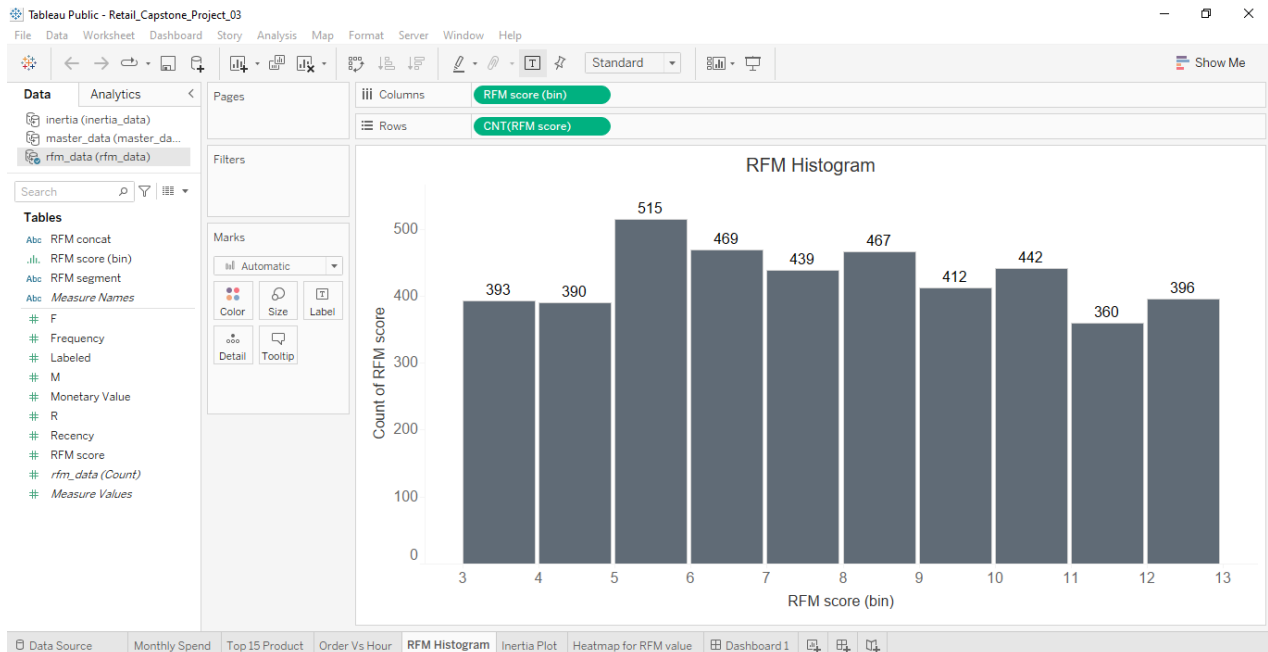 Tableau Public - Retail_Capstone_Project_03
File Data Worksheet Dashboard Story Analysis Map Format Server Window Help
Standard
Show Me
Data Analytics
inertia (inertia_data)
master_data (master_da...
rfm_data (rfm_data)
Search
Tables
Abc RFM concat
RFM score (bin)
Abc RFM segment
Abc Measure Names
# F
# Frequency
# Labeled
# M
# Monetary Value
# R
# Recency
# RFM score
# rfm_data (Count)
# Measure Values
Pages
Filters
Marks
Automatic
Color Size Label
Detail Tooltip
Columns RFM score (bin)
Rows CNT(RFM score)
RFM Histogram
Count of RFM score
500
400
300
200
100
0
393 390 515 469 439 467 412 442 360 396
3 4 5 6 7 8 9 10 11 12 13
RFM score (bin)
Data Source Monthly Spend Top 15 Product Order Vs Hour RFM Histogram Inertia Plot Heatmap for RFM value Dashboard 1